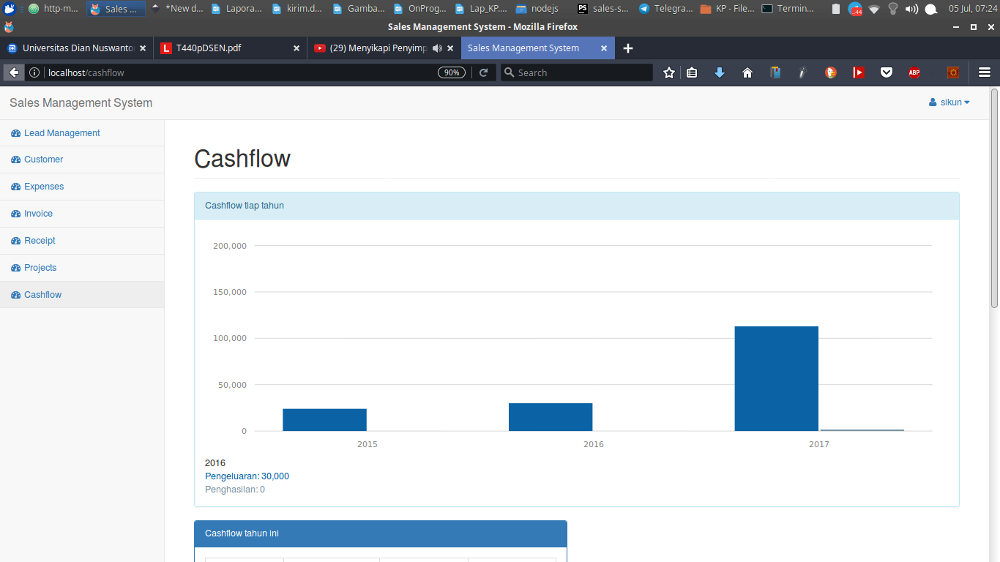 http-m... Sales ... *New d... Lapora... kirim.d... Gamba... OnProg... Lap_KP.... nodejs PS sales-s... Telegra... KP - File... Termin... ...44 05 Jul, 07:24
Sales Management System - Mozilla Firefox
Universitas Dian Nuswanto L T440pDSEN.pdf (29) Menyikapi Penyimp Sales Management System
localhost/cashflow 90% Search ABP
Sales Management System sikun
Lead Management
Customer
Expenses
Invoice
Receipt
Projects
Cashflow
Cashflow
Cashflow tiap tahun
200,000
150,000
100,000
50,000
0
2015 2016 2017
2016
Pengeluaran: 30,000
Penghasilan: 0
Cashflow tahun ini